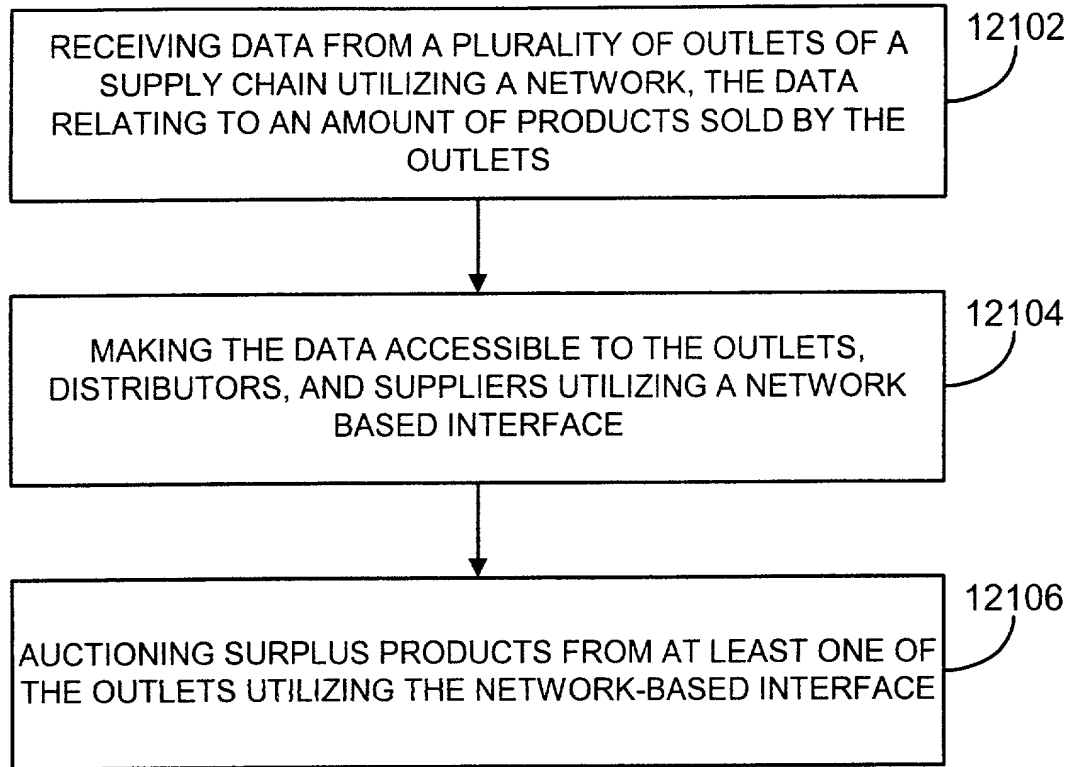 RECEIVING DATA FROM A PLURALITY OF OUTLETS OF A
SUPPLY CHAIN UTILIZING A NETWORK, THE DATA
RELATING TO AN AMOUNT OF PRODUCTS SOLD BY THE
OUTLETS
12102
MAKING THE DATA ACCESSIBLE TO THE OUTLETS,
DISTRIBUTORS, AND SUPPLIERS UTILIZING A NETWORK
BASED INTERFACE
12104
AUCTIONING SURPLUS PRODUCTS FROM AT LEAST ONE OF
THE OUTLETS UTILIZING THE NETWORK-BASED INTERFACE
12106